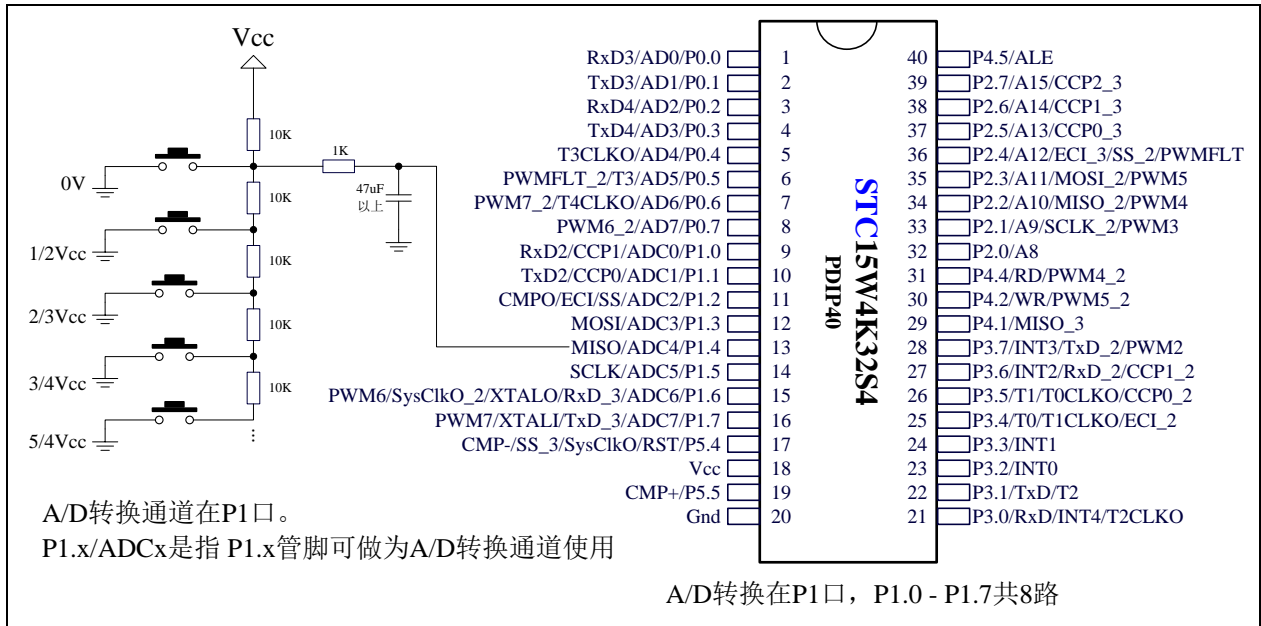 Vcc
10K
1K
0V
47uF
以上
10K
1/2Vcc
10K
2/3Vcc
10K
3/4Vcc
10K
5/4Vcc
⋮
A/D转换通道在P1口。
P1.x/ADCx是指 P1.x管脚可做为A/D转换通道使用
RxD3/AD0/P0.0 1
TxD3/AD1/P0.1 2
RxD4/AD2/P0.2 3
TxD4/AD3/P0.3 4
T3CLKO/AD4/P0.4 5
PWMFLT_2/T3/AD5/P0.5 6
PWM7_2/T4CLKO/AD6/P0.6 7
PWM6_2/AD7/P0.7 8
RxD2/CCP1/ADC0/P1.0 9
TxD2/CCP0/ADC1/P1.1 10
CMPO/ECI/SS/ADC2/P1.2 11
MOSI/ADC3/P1.3 12
MISO/ADC4/P1.4 13
SCLK/ADC5/P1.5 14
PWM6/SysClkO_2/XTALO/RxD_3/ADC6/P1.6 15
PWM7/XTALI/TxD_3/ADC7/P1.7 16
CMP-/SS_3/SysClkO/RST/P5.4 17
Vcc 18
CMP+/P5.5 19
Gnd 20
STC15W4K32S4
PDIP40
40 P4.5/ALE
39 P2.7/A15/CCP2_3
38 P2.6/A14/CCP1_3
37 P2.5/A13/CCP0_3
36 P2.4/A12/ECI_3/SS_2/PWMFLT
35 P2.3/A11/MOSI_2/PWM5
34 P2.2/A10/MISO_2/PWM4
33 P2.1/A9/SCLK_2/PWM3
32 P2.0/A8
31 P4.4/RD/PWM4_2
30 P4.2/WR/PWM5_2
29 P4.1/MISO_3
28 P3.7/INT3/TxD_2/PWM2
27 P3.6/INT2/RxD_2/CCP1_2
26 P3.5/T1/T0CLKO/CCP0_2
25 P3.4/T0/T1CLKO/ECI_2
24 P3.3/INT1
23 P3.2/INT0
22 P3.1/TxD/T2
21 P3.0/RxD/INT4/T2CLKO
A/D转换在P1口，P1.0 - P1.7共8路